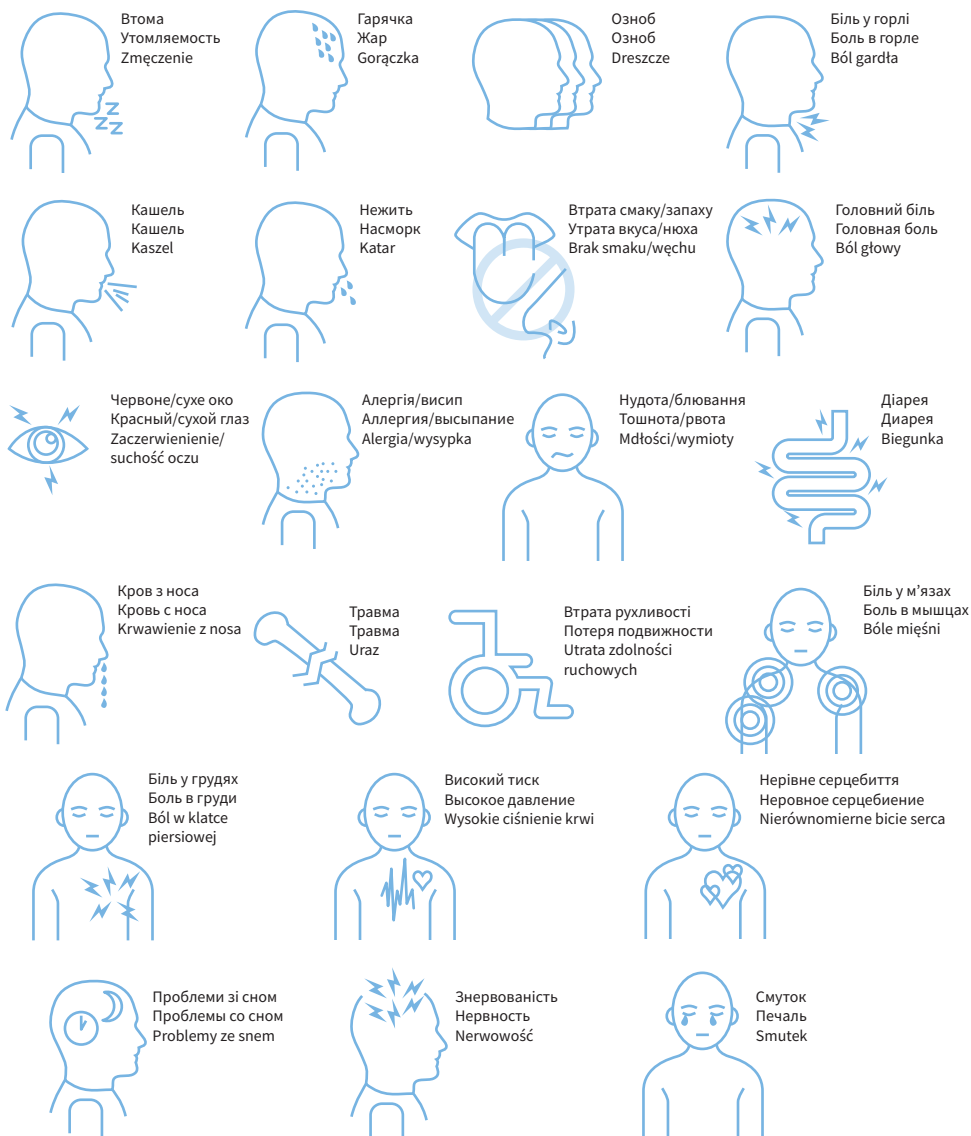 Втома
Утомляемость
Zmęczenie
Гарячка
Жар
Gorączka
Озноб
Озноб
Dreszcze
Біль у горлі
Боль в горле
Ból gardła
Кашель
Кашель
Kaszel
Нежить
Насморк
Katar
Втрата смаку/запаху
Утрата вкуса/нюха
Brak smaku/węchu
Головний біль
Головная боль
Ból głowy
Червоне/сухе око
Красный/сухой глаз
Zaczerwienienie/
suchość oczu
Алергія/висип
Аллергия/высыпание
Alergia/wysypka
Нудота/блювання
Тошнота/рвота
Mdłości/wymioty
Діарея
Диарея
Biegunka
Кров з носа
Кровь с носа
Krwawienie z nosa
Травма
Травма
Uraz
Втрата рухливості
Потеря подвижности
Utrata zdolności
ruchowych
Біль у м’язах
Боль в мышцах
Bóle mięśni
Біль у грудях
Боль в груди
Ból w klatce
piersiowej
Високий тиск
Высокое давление
Wysokie ciśnienie krwi
Нерівне серцебиття
Неровное серцебиение
Nierównomierne bicie serca
Проблеми зі сном
Проблемы со сном
Problemy ze snem
Знервованість
Нервность
Nerwowość
Смуток
Печаль
Smutek